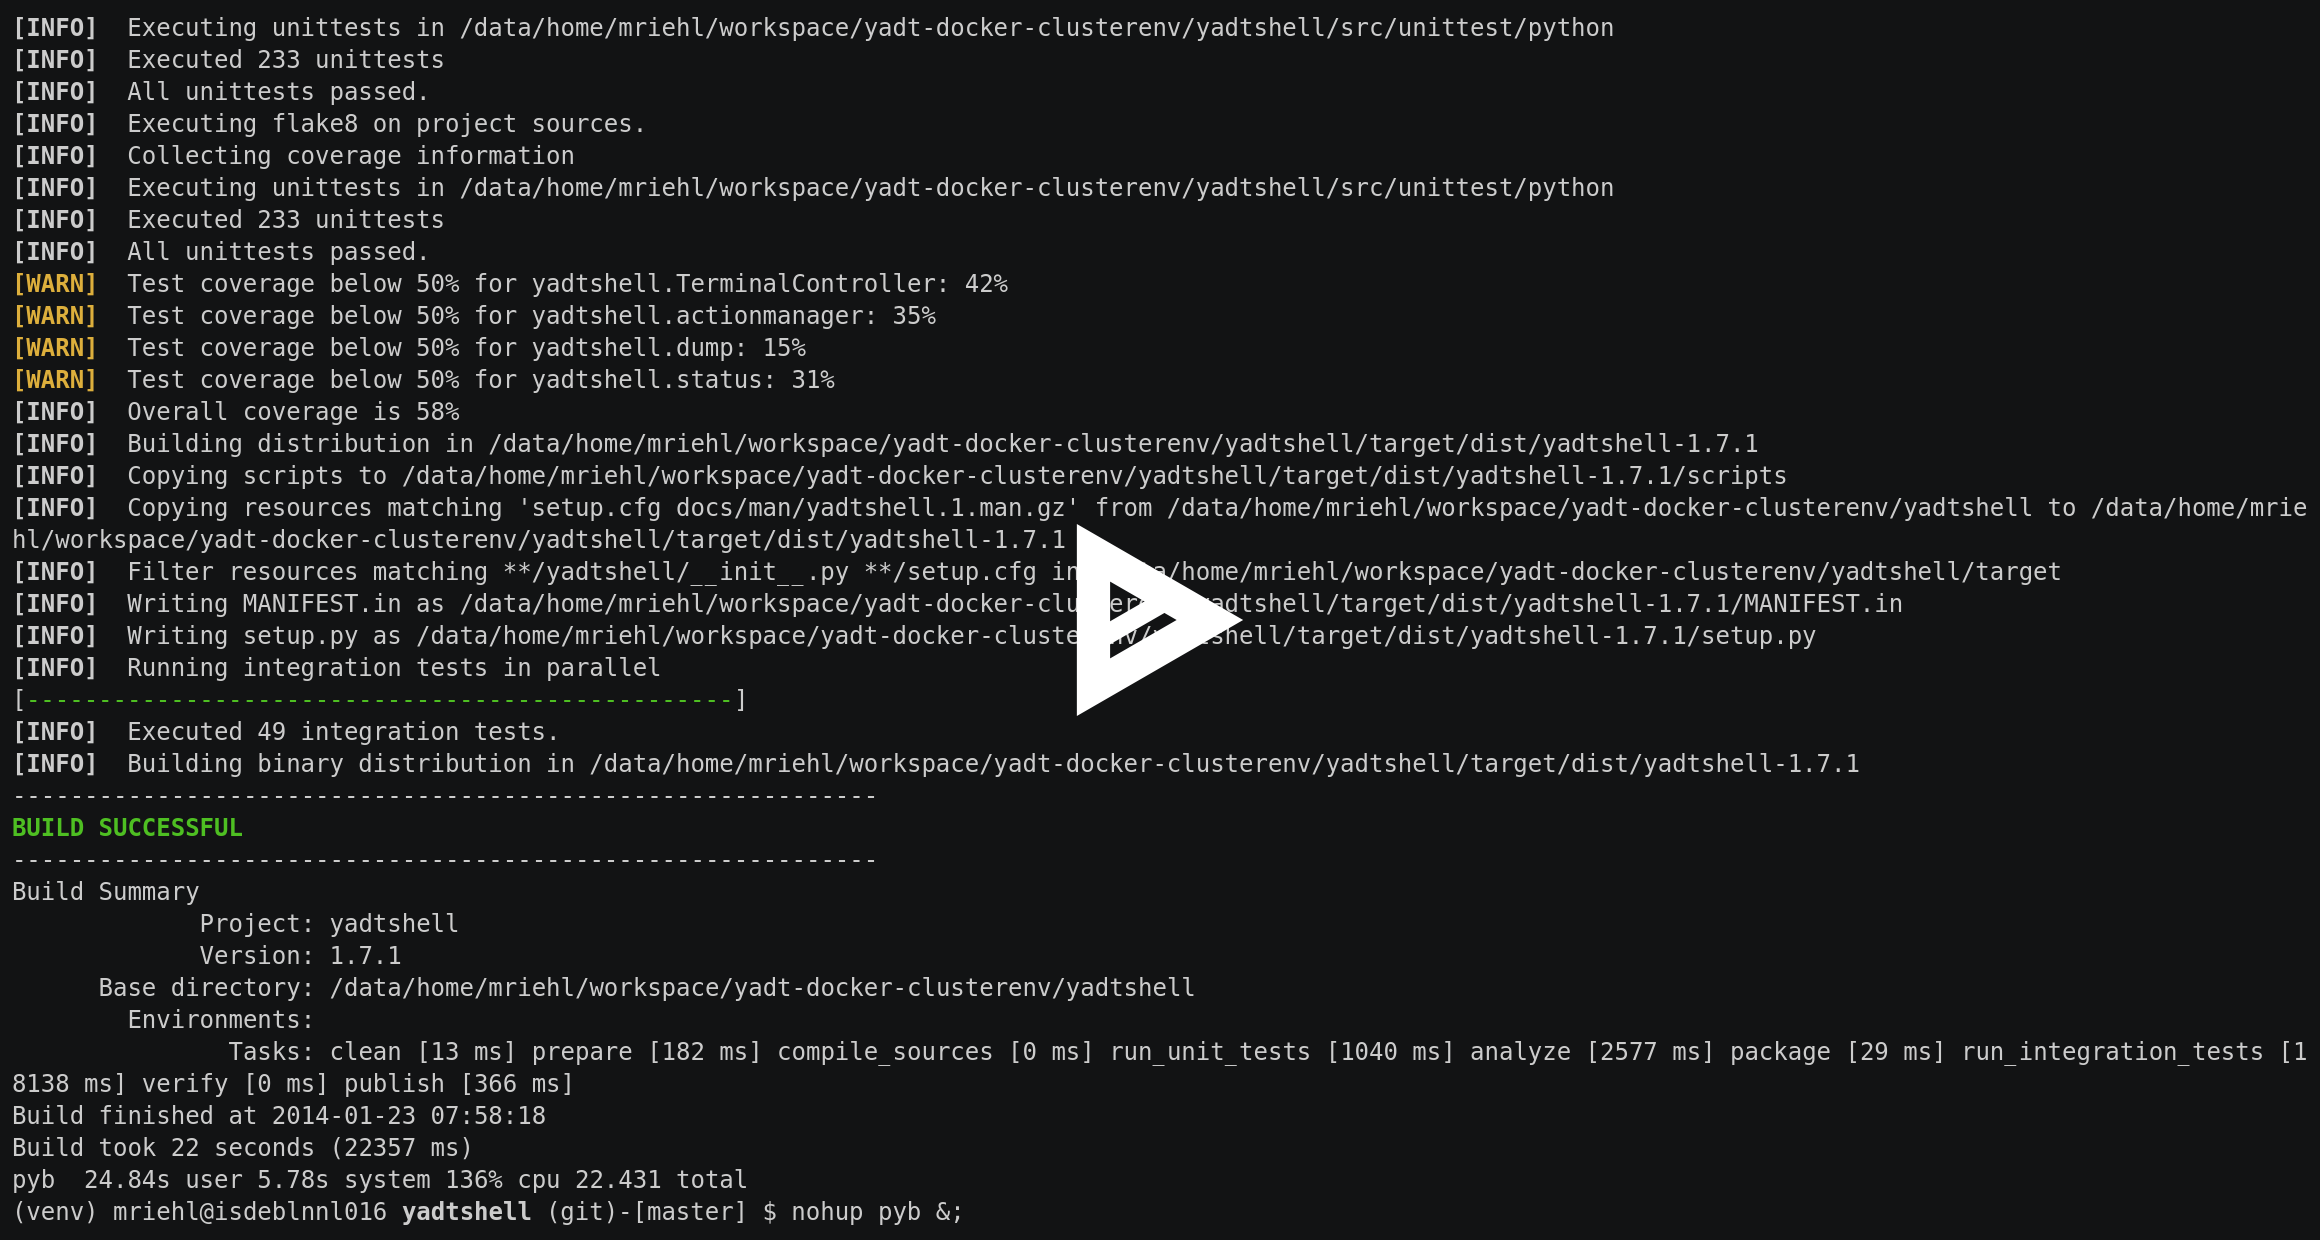 [INFO]  Executing unittests in /data/home/mriehl/workspace/yadt-docker-clusterenv/yadtshell/src/unittest/python
[INFO]  Executed 233 unittests
[INFO]  All unittests passed.
[INFO]  Executing flake8 on project sources.
[INFO]  Collecting coverage information
[INFO]  Executing unittests in /data/home/mriehl/workspace/yadt-docker-clusterenv/yadtshell/src/unittest/python
[INFO]  Executed 233 unittests
[INFO]  All unittests passed.
[WARN]  Test coverage below 50% for yadtshell.TerminalController: 42%
[WARN]  Test coverage below 50% for yadtshell.actionmanager: 35%
[WARN]  Test coverage below 50% for yadtshell.dump: 15%
[WARN]  Test coverage below 50% for yadtshell.status: 31%
[INFO]  Overall coverage is 58%
[INFO]  Building distribution in /data/home/mriehl/workspace/yadt-docker-clusterenv/yadtshell/target/dist/yadtshell-1.7.1
[INFO]  Copying scripts to /data/home/mriehl/workspace/yadt-docker-clusterenv/yadtshell/target/dist/yadtshell-1.7.1/scripts
[INFO]  Copying resources matching 'setup.cfg docs/man/yadtshell.1.man.gz' from /data/home/mriehl/workspace/yadt-docker-clusterenv/yadtshell to /data/home/mrie
hl/workspace/yadt-docker-clusterenv/yadtshell/target/dist/yadtshell-1.7.1
[INFO]  Filter resources matching **/yadtshell/__init__.py **/setup.cfg in /home/mriehl/workspace/yadt-docker-clusterenv/yadtshell/target
[INFO]  Writing MANIFEST.in as /data/home/mriehl/workspace/yadt-docker-clusterenv/yadtshell/target/dist/yadtshell-1.7.1/MANIFEST.in
[INFO]  Writing setup.py as /data/home/mriehl/workspace/yadt-docker-clusterenv/yadtshell/target/dist/yadtshell-1.7.1/setup.py
[INFO]  Running integration tests in parallel
[-------------------------------------------------]
[INFO]  Executed 49 integration tests.
[INFO]  Building binary distribution in /data/home/mriehl/workspace/yadt-docker-clusterenv/yadtshell/target/dist/yadtshell-1.7.1
------------------------------------------------------------
BUILD SUCCESSFUL
------------------------------------------------------------
Build Summary
             Project: yadtshell
             Version: 1.7.1
      Base directory: /data/home/mriehl/workspace/yadt-docker-clusterenv/yadtshell
        Environments:
               Tasks: clean [13 ms] prepare [182 ms] compile_sources [0 ms] run_unit_tests [1040 ms] analyze [2577 ms] package [29 ms] run_integration_tests [1
8138 ms] verify [0 ms] publish [366 ms]
Build finished at 2014-01-23 07:58:18
Build took 22 seconds (22357 ms)
pyb  24.84s user 5.78s system 136% cpu 22.431 total
(venv) mriehl@isdeblnnl016 yadtshell (git)-[master] $ nohup pyb &;